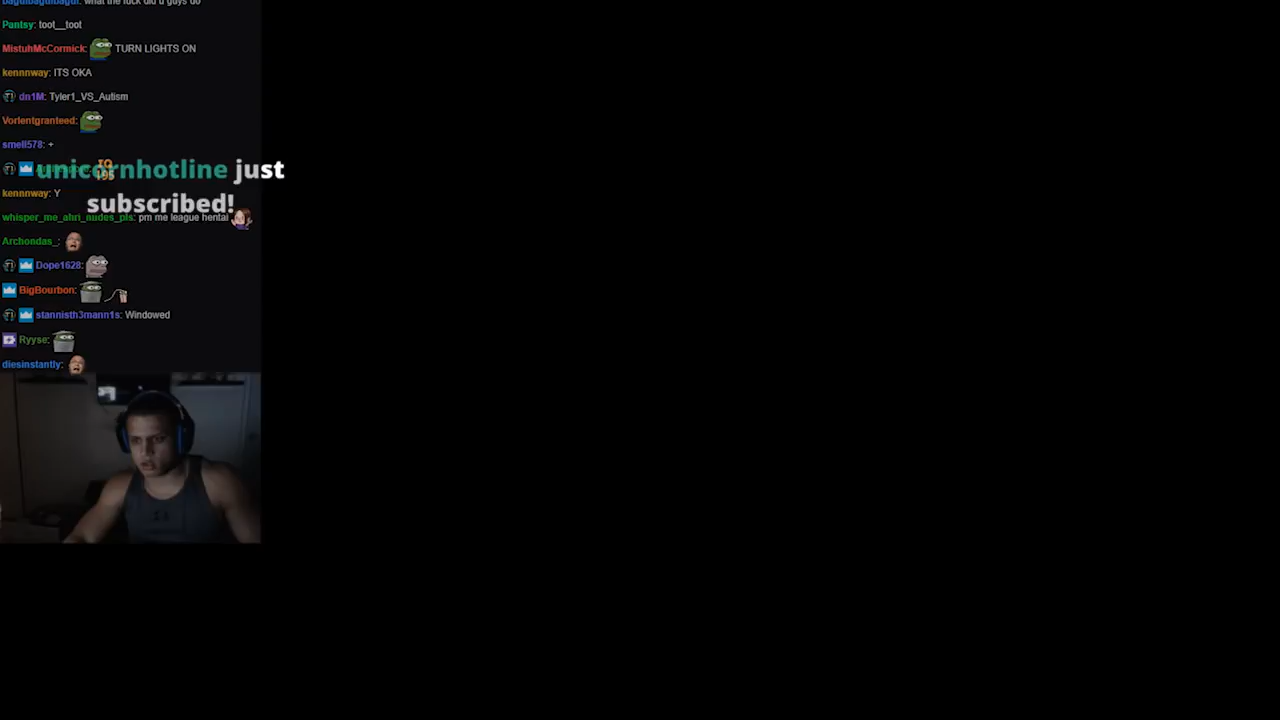 Pantsy: toot__toot
MistuhMcCormick: TURN LIGHTS ON
kennnway: ITS OKA
dn1M: Tyler1_VS_Autism
Vorlentgranteed:
smell578: +
unicornhotline just
subscribed!
kennnway: Y
whisper_me_ahri_nudes_pls: pm me league hentai
Archondas_:
Dope1628:
BigBourbon:
stannisth3mann1s: Windowed
Ryyse:
diesinstantly: